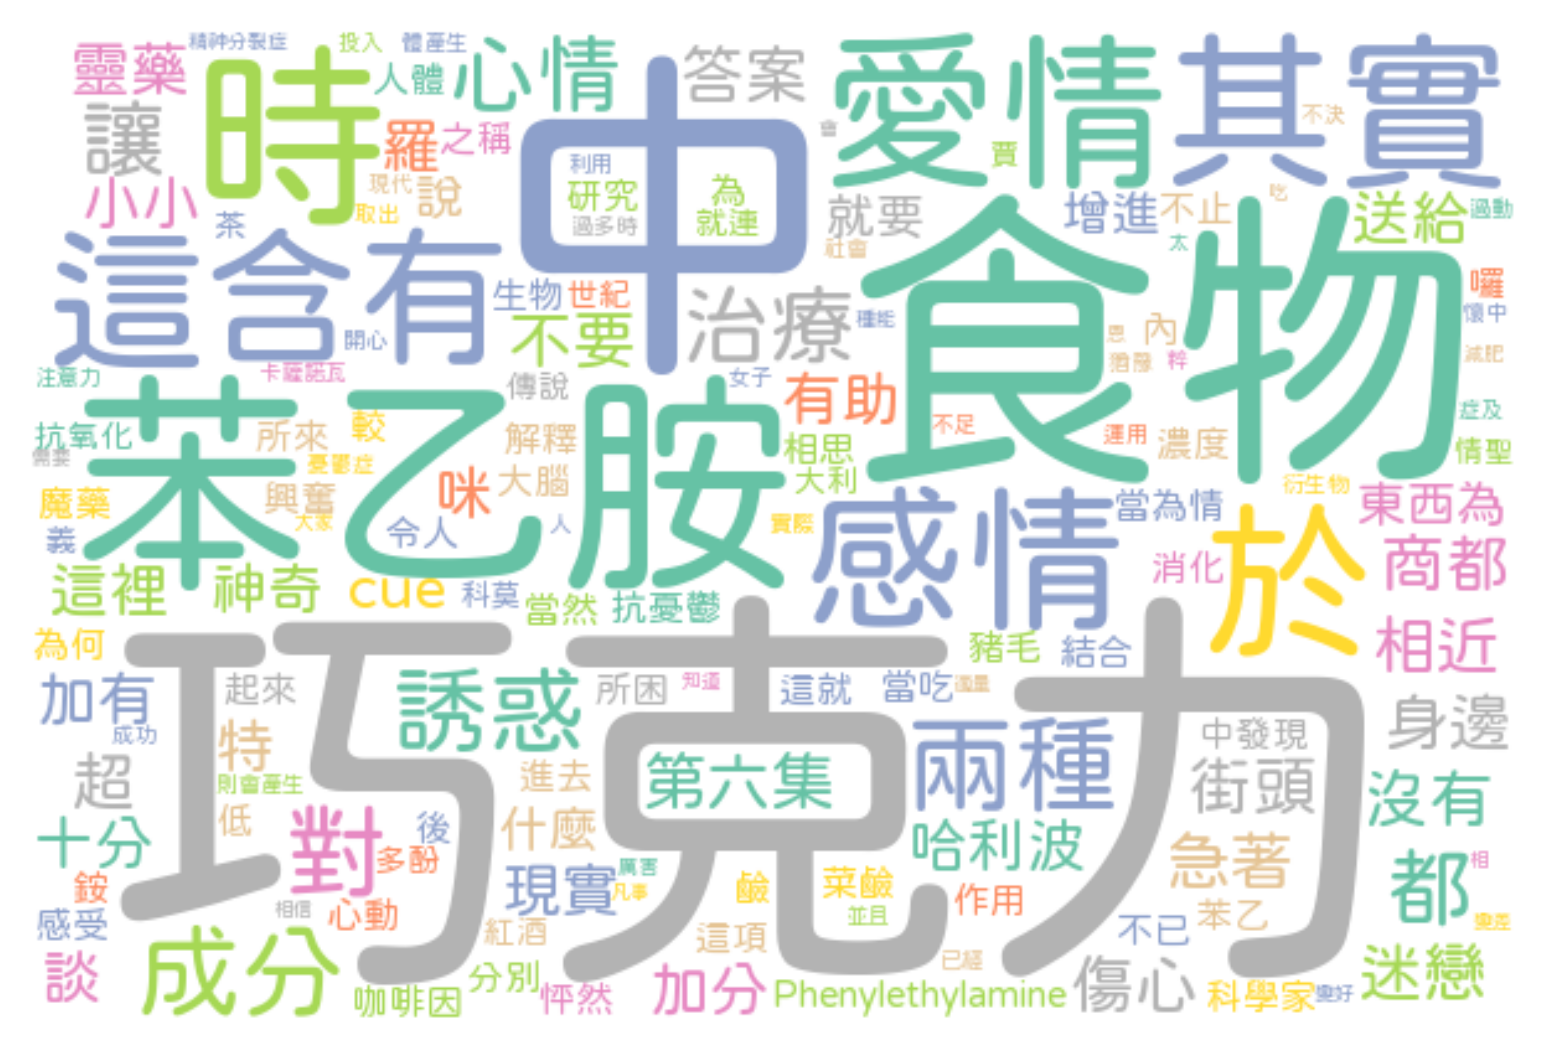 靈藥
精神分裂症
投入
體產生
讓
時
人體
心情
答案
愛情
其實
羅
之稱
中
利用
研究
過多時
為
就連
會
賈
不決
小小
現代
取出
說
茶
就要
社會
增進
不止
吃
太
送給
過動
這
含有
開心
生物
世紀
不要
治療
種能
食物
內
猶豫
粹
囉
懷中
減肥
注意力
卡薩諾瓦
傳說
女子
有助
不足
運用
濃度
症及
情聖
抗氧化
需要
苯乙胺
所來
較
憂鬱症
興奮
大家
咪
解釋
大腦
相思
大利
實際
魔藥
義
令人
人
感情
當為情
於
衍生物
東西為
商都
消化
這裡
神奇
cue
科莫
當然
抗憂鬱
為何
巧克力
豬毛
結合
相近
加有
成功
起來
誘惑
所困
知道
這就
當吃
適量
身邊
超
特
則會產生
低
進去
第六集
兩種
中發現
街頭
沒有
十分
對
後
多酚
什麼
哈利波
急著
都
相
銨
感受
相信
心動
現實
厲害
凡事
鹼
菜鹼
並且
作用
不已
苯乙
談
成分
紅酒
這項
已經
迷戀
咖啡因
分別
怦然
加分
Phenylethylamine
傷心
科學家
變好